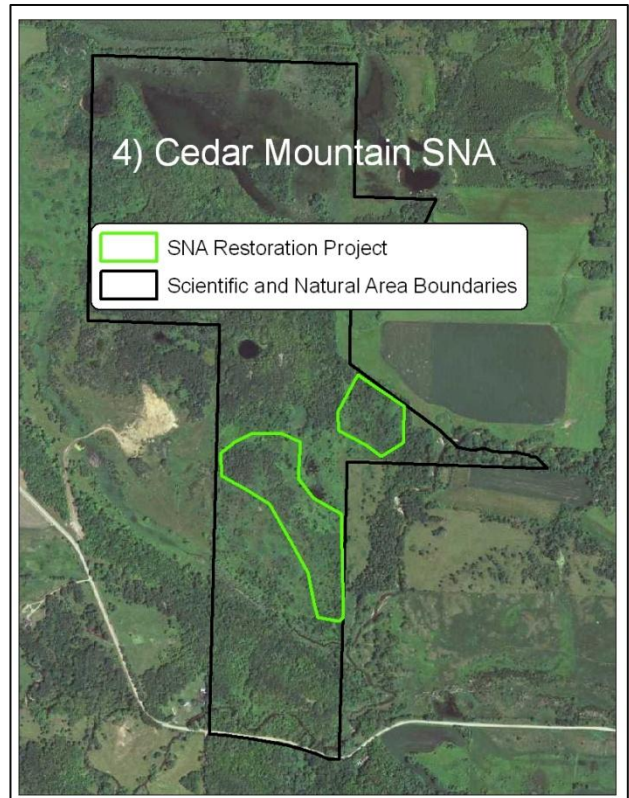 4) Cedar Mountain SNA
SNA Restoration Project
Scientific and Natural Area Boundaries